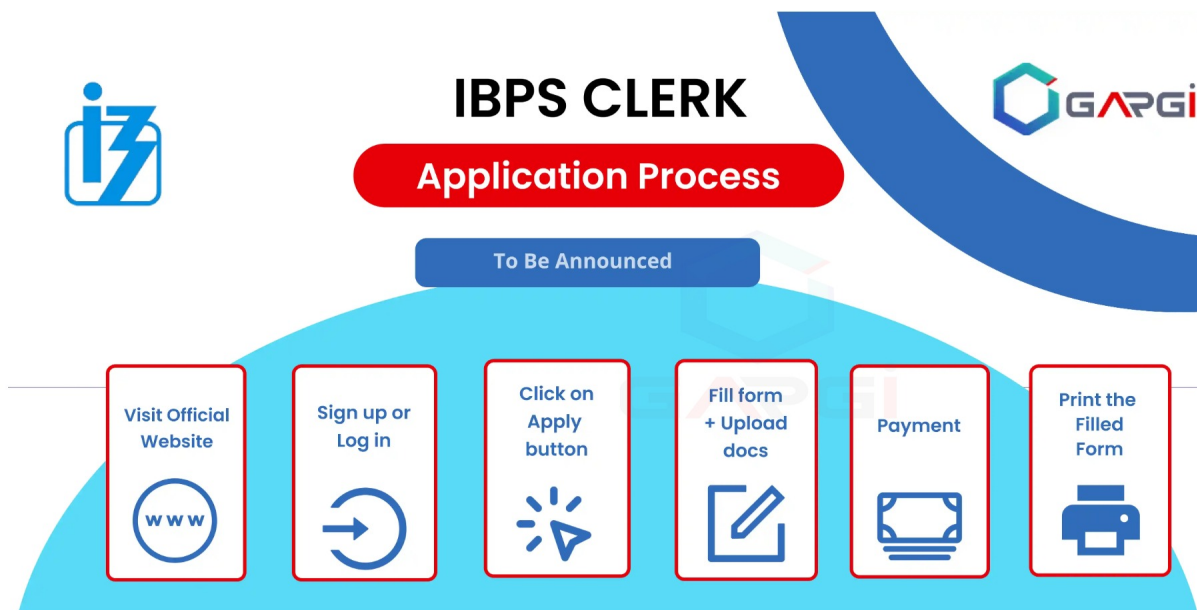 IBPS CLERK
GARGi
Application Process
To Be Announced
GARGI
Visit Official
Website
www
Sign up or
Log in
Click on
Apply
button
Fill form
+ Upload
docs
Payment
Print the
Filled
Form